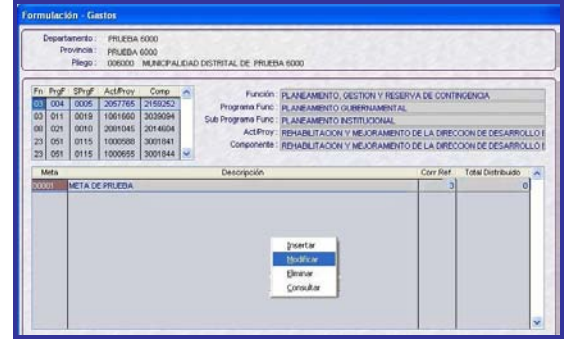 Formulación - Gastos
Departamento : PRUEBA 6000
Provincia : PRUEBA 6000
Pliego : 006000 MUNICIPALIDAD DISTRITAL DE PRUEBA 6000
Fn PrgF SPrgF Act/Proy Comp
03 004 0005 2057765 2159252
03 011 0019 1061660 3039094
08 021 0010 2001045 2014604
23 051 0115 1000588 3001841
23 051 0115 1000655 3001844
Función : PLANEAMIENTO, GESTION Y RESERVA DE CONTINGENCIA
Programa Func : PLANEAMIENTO GUBERNAMENTAL
Sub Programa Func : PLANEAMIENTO INSTITUCIONAL
Act/Proy : REHABILITACION Y MEJORAMIENTO DE LA DIRECCION DE DESARROLLO E
Componente : REHABILITACION Y MEJORAMIENTO DE LA DIRECCION DE DESARROLLO E
Meta Descripción Corr.Ref. Total Distribuido
00001 META DE PRUEBA 3 0
Insertar
Modificar
Eliminar
Consultar